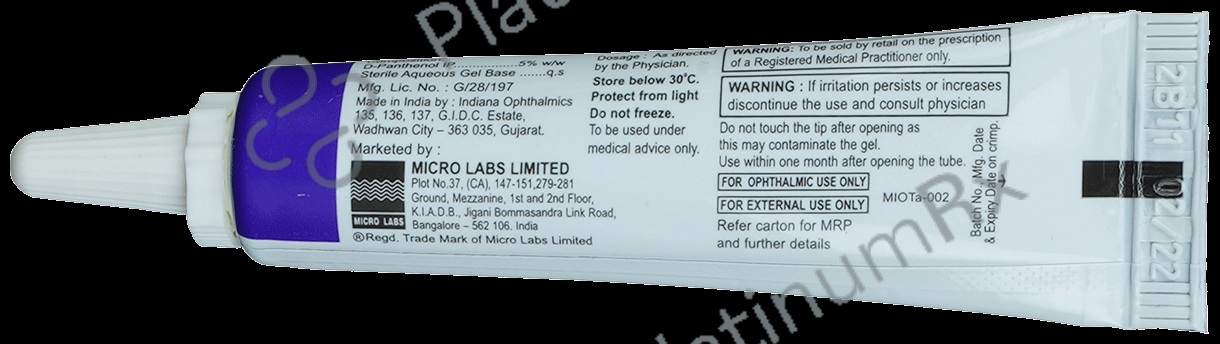 D-Panthenol IP..................5% w/w
Sterile Aqueous Gel Base .......q.s
Mfg. Lic. No. : G/28/197
Made in India by : Indiana Ophthalmics
135, 136, 137, G.I.D.C. Estate,
Wadhwan City – 363 035, Gujarat.
Marketed by :
MICRO LABS LIMITED
Plot No.37, (CA), 147-151,279-281
Ground, Mezzanine, 1st and 2nd Floor,
K.I.A.D.B., Jigani Bommasandra Link Road,
Bangalore – 562 106. India
MICRO LABS
®Regd. Trade Mark of Micro Labs Limited
Dosage : As directed
by the Physician.
Store below 30°C.
Protect from light
Do not freeze.
To be used under
medical advice only.
WARNING: To be sold by retail on the prescription
of a Registered Medical Practitioner only.
WARNING : If irritation persists or increases
discontinue the use and consult physician
Do not touch the tip after opening as
this may contaminate the gel.
Use within one month after opening the tube.
FOR OPHTHALMIC USE ONLY
FOR EXTERNAL USE ONLY
MIOTa-002
Refer carton for MRP
and further details
Batch No., Mfg. Date
& Expiry Date on crimp.
2B11 02/22
PlatinumRx